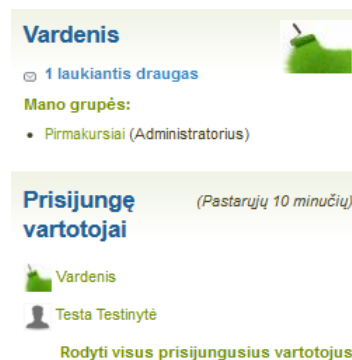 Vardenis
1 laukiantis draugas
Mano grupės:
• Pirmakursiai (Administratorius)
Prisijungę (Pastarųjų 10 minučių)
vartotojai
Vardenis
Testa Testinytė
Rodyti visus prisijungusius vartotojus